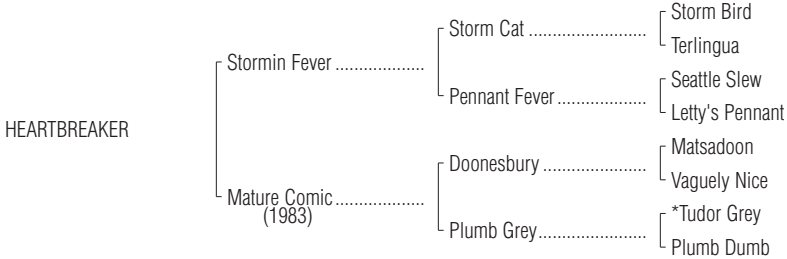 Storm Bird
Storm Cat ........................
Terlingua
Stormin Fever ..................
Seattle Slew
Pennant Fever ..................
Letty's Pennant
HEARTBREAKER
Matsadoon
Doonesbury .....................
Vaguely Nice
Mature Comic ..................
(1983)
*Tudor Grey
Plumb Grey ......................
Plumb Dumb